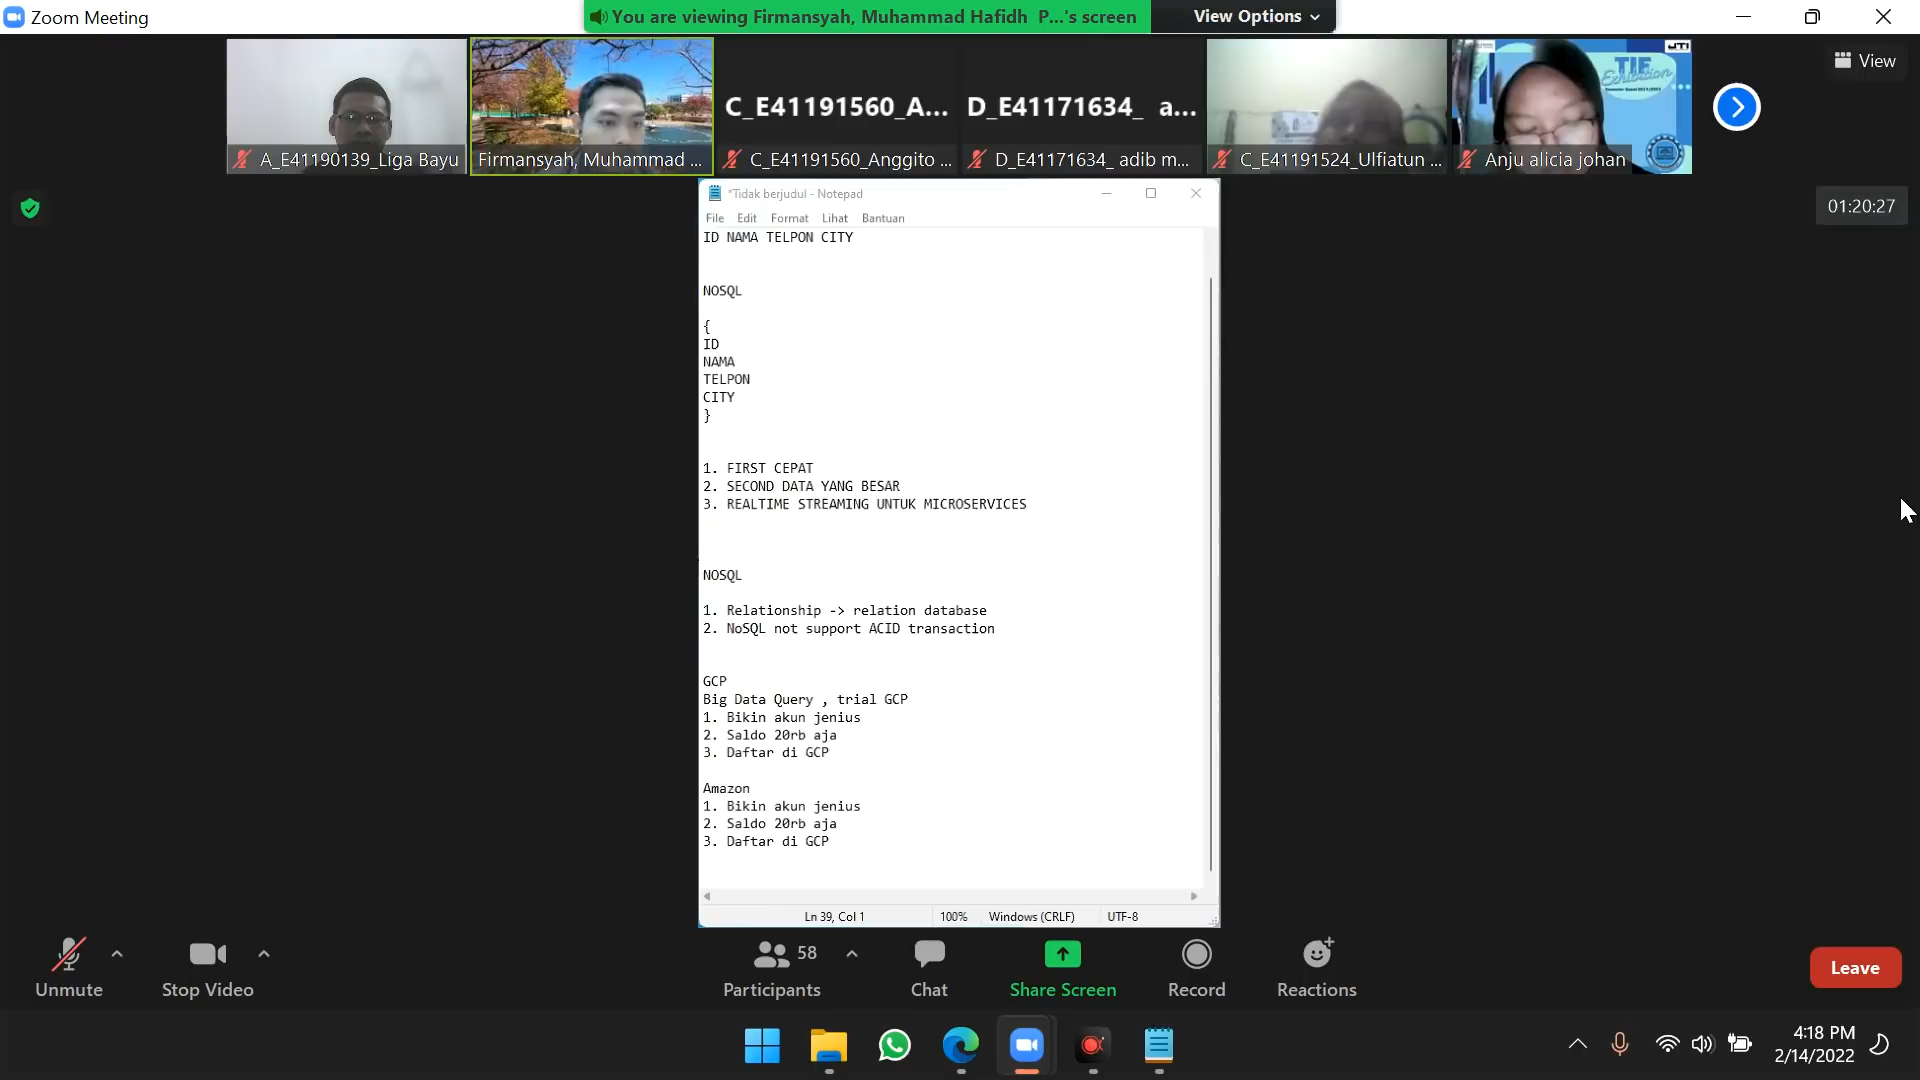 Zoom Meeting
You are viewing Firmansyah, Muhammad Hafidh P...'s screen
View Options
A_E41190139_Liga Bayu
Firmansyah, Muhammad ...
C_E41191560_A...
C_E41191560_Anggito ...
D_E41171634_ a...
D_E41171634_ adib m...
C_E41191524_Ulfiatun ...
JTI
TIF
Exhibition
Anju alicia johan
View
01:20:27
*Tidak berjudul - Notepad
File Edit Format Lihat Bantuan
ID NAMA TELPON CITY
NOSQL
{
ID
NAMA
TELPON
CITY
}
1. FIRST CEPAT
2. SECOND DATA YANG BESAR
3. REALTIME STREAMING UNTUK MICROSERVICES
NOSQL
1. Relationship -> relation database
2. NoSQL not support ACID transaction
GCP
Big Data Query , trial GCP
1. Bikin akun jenius
2. Saldo 20rb aja
3. Daftar di GCP
Amazon
1. Bikin akun jenius
2. Saldo 20rb aja
3. Daftar di GCP
Ln 39, Col 1 100% Windows (CRLF) UTF-8
Unmute
Stop Video
58
Participants
Chat
Share Screen
Record
Reactions
Leave
4:18 PM
2/14/2022